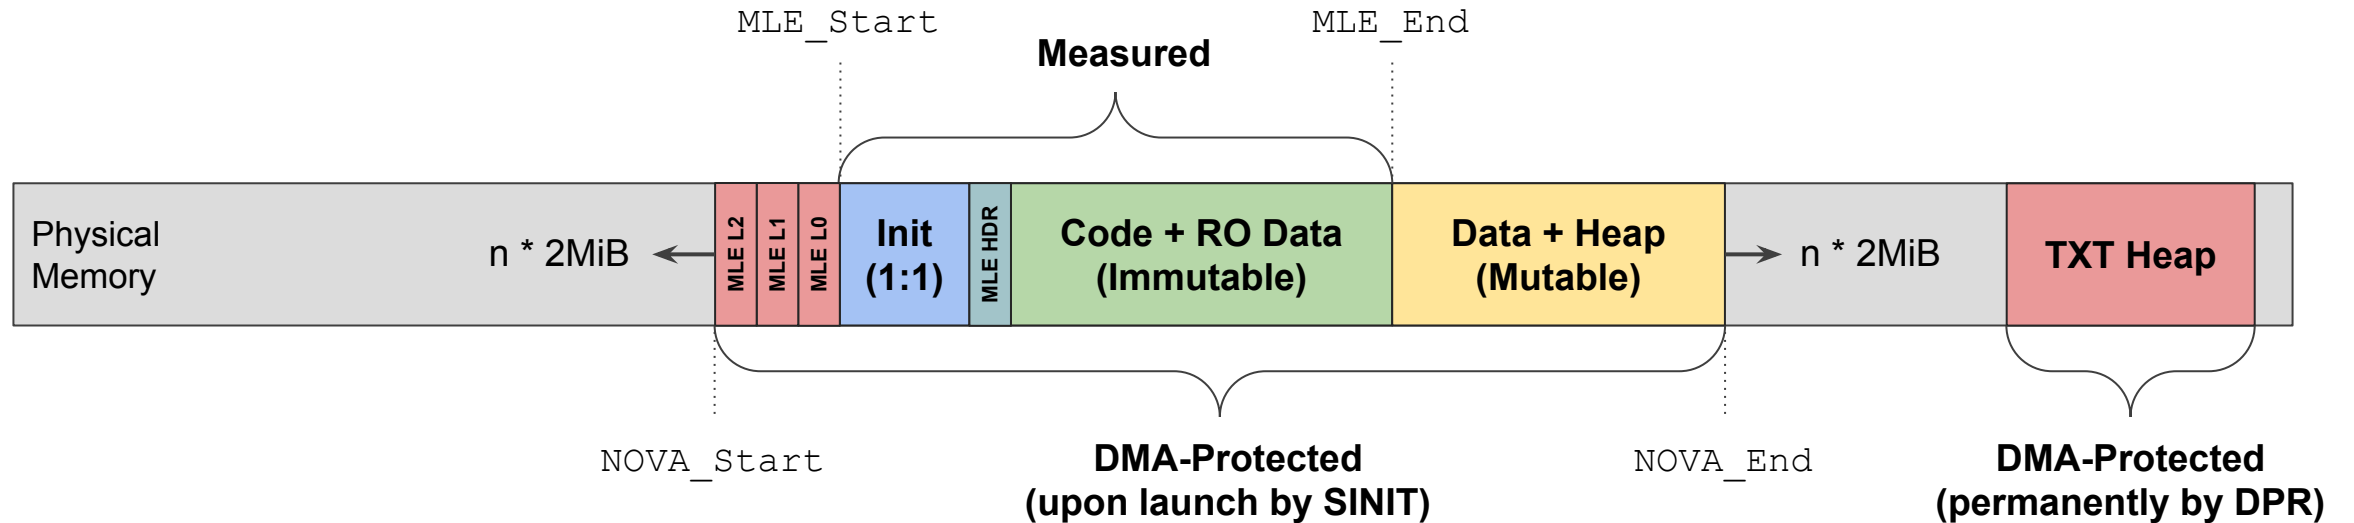 MLE_Start
MLE_End
Measured
Physical
Memory
n * 2MiB
MLE L2
MLE L1
MLE L0
Init
(1:1)
MLE HDR
Code + RO Data
(Immutable)
Data + Heap
(Mutable)
n * 2MiB
TXT Heap
NOVA_Start
DMA-Protected
(upon launch by SINIT)
NOVA_End
DMA-Protected
(permanently by DPR)